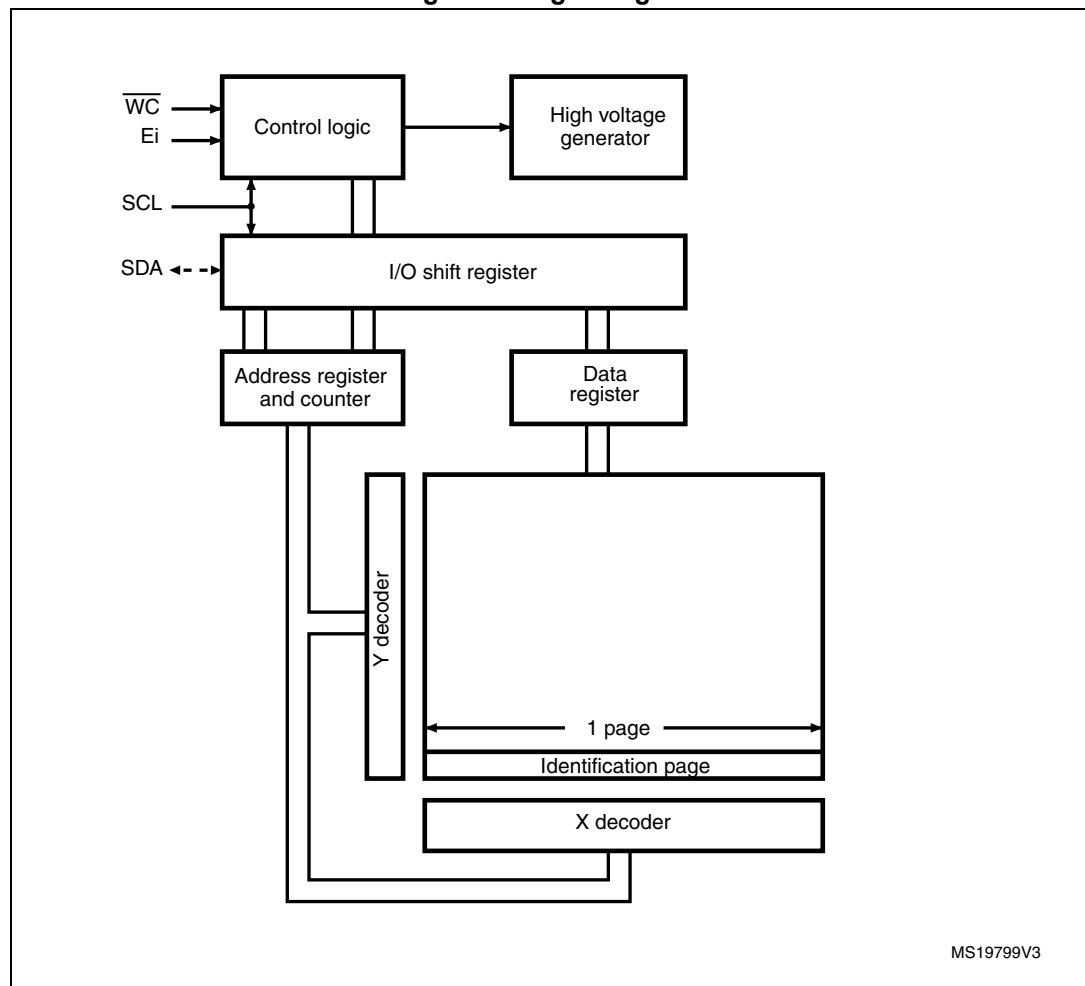 W̅C̅
Ei
Control logic
High voltage
generator
SCL
SDA
I/O shift register
Address register
and counter
Data
register
Y decoder
1 page
Identification page
X decoder
MS19799V3